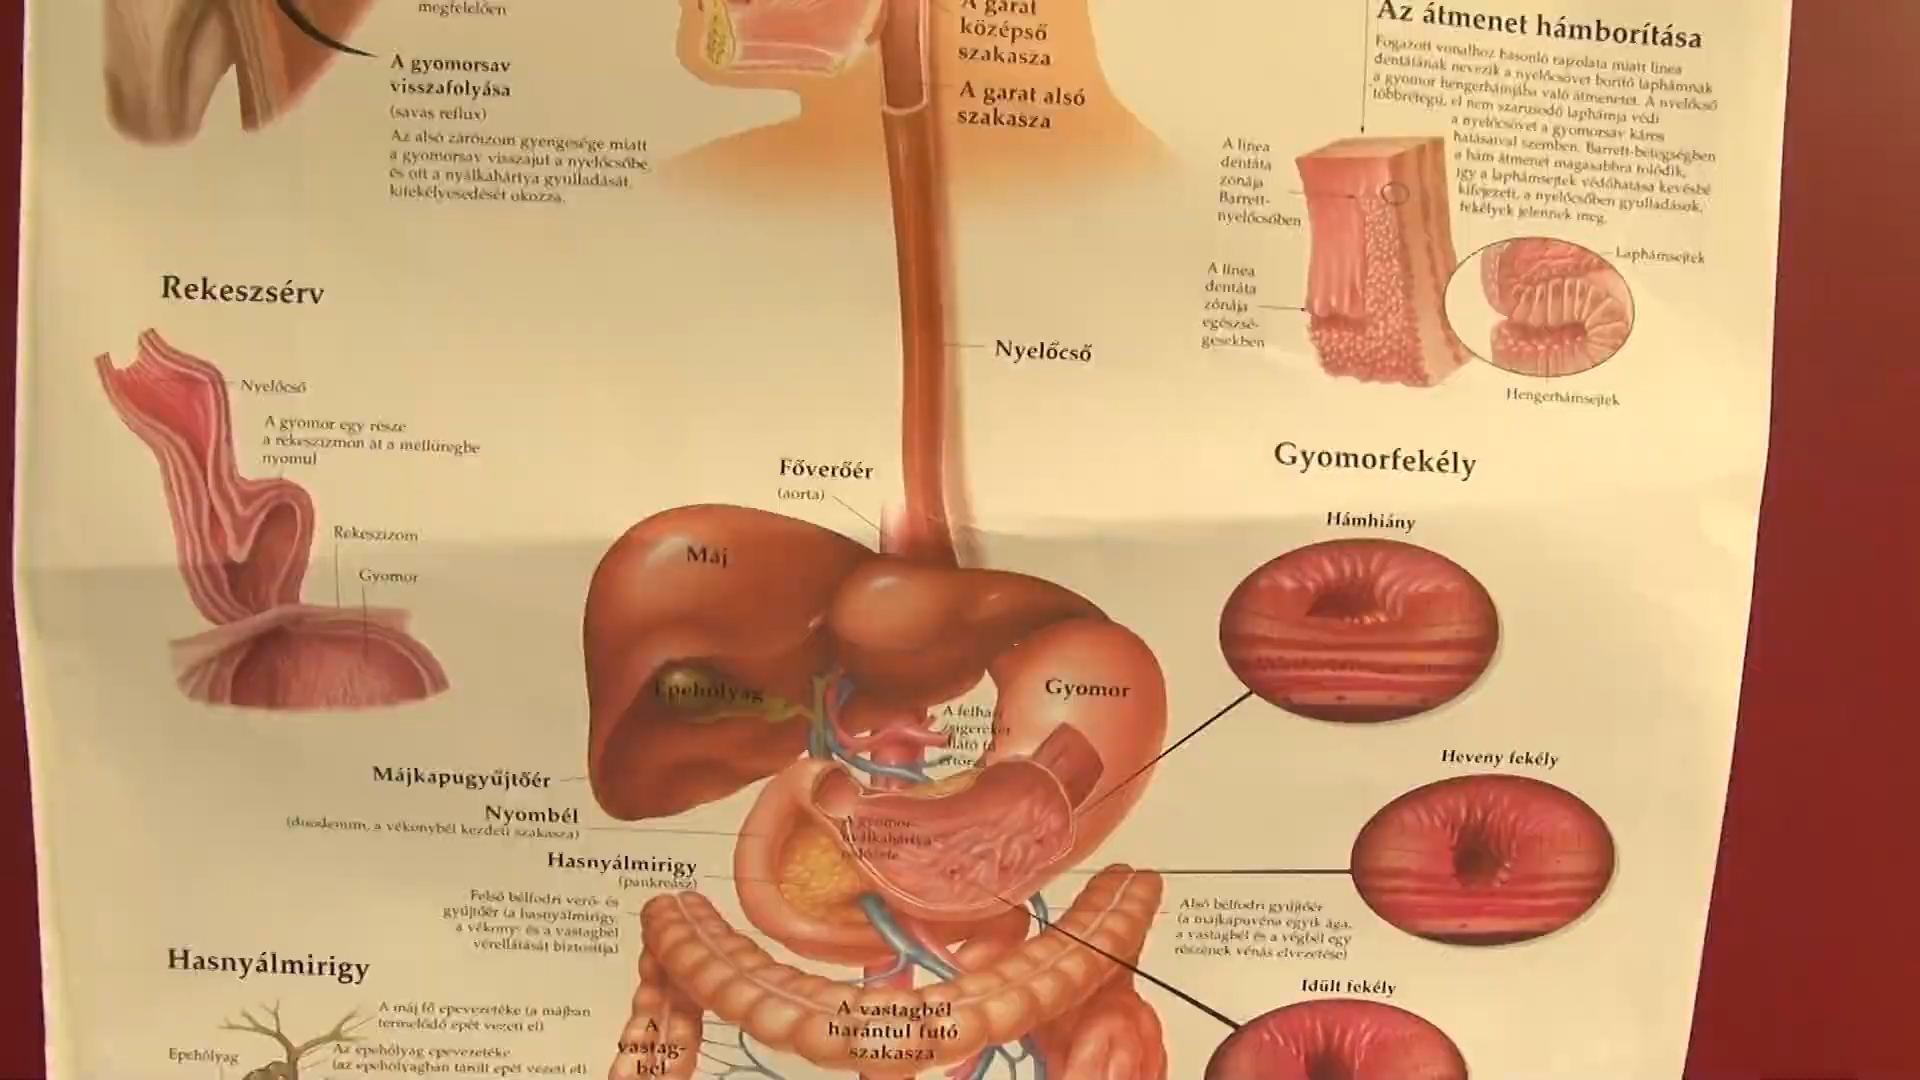 megfelelően
A gyomorsav
visszafolyása
(savas reflux)
Az alsó záróizom gyengesége miatt
a gyomorsav visszajut a nyelőcsőbe,
és ott a nyálkahártya gyulladását,
kifekélyesedését okozza.
A garat
középső
szakasza
A garat alsó
szakasza
Az átmenet hámborítása
Fogazott vonalhoz hasonló rajzolata miatt linea
dentátának nevezik a nyelőcsövet borító laphámnak
a gyomor hengerhámjába való átmenetet. A nyelőcső
többrétegű, el nem szarusodó laphámja védi
a nyelőcsövet a gyomorsav káros
hatásaival szemben. Barrett-betegségben
a hám átmenet magasabbra tolódik,
így a laphámsejtek védőhatása kevésbé
kifejezett, a nyelőcsőben gyulladások,
fekélyek jelennek meg.
A linea
dentáta
zónája
Barrett-
nyelőcsőben
A linea
dentáta
zónája
egészsé-
gesekben
Laphámsejtek
Hengerhámsejtek
Rekeszsérv
Nyelőcső
A gyomor egy része
a rekeszizmon át a mellüregbe
nyomul
Rekeszizom
Gyomor
Nyelőcső
Főverőér
(aorta)
Máj
Epehólyag
Gyomor
Gyomorfekély
Hámhiány
Heveny fekély
Idült fekély
Májkapugyűjtőér
Nyombél
(duodenum, a vékonybél kezdeti szakasza)
Hasnyálmirigy
(pankreász)
Felső bélfodri verő- és
gyűjtőér (a hasnyálmirigy,
a vékony- és a vastagbél
vérellátását biztosítja)
A gyomor-
nyálkahártya
Alsó bélfodri gyűjtőér
(a májkapuvéna egyik ága,
a vastagbél és a végbél egy
részének vénás elvezetése)
Hasnyálmirigy
A máj fő epevezetéke (a májban
termelődő epét vezeti el)
Epehólyag
Az epehólyag epevezetéke
(az epehólyagban tárolt epét vezeti el)
A vastagbél
harántul futó
szakasza
A
vastag-
bél